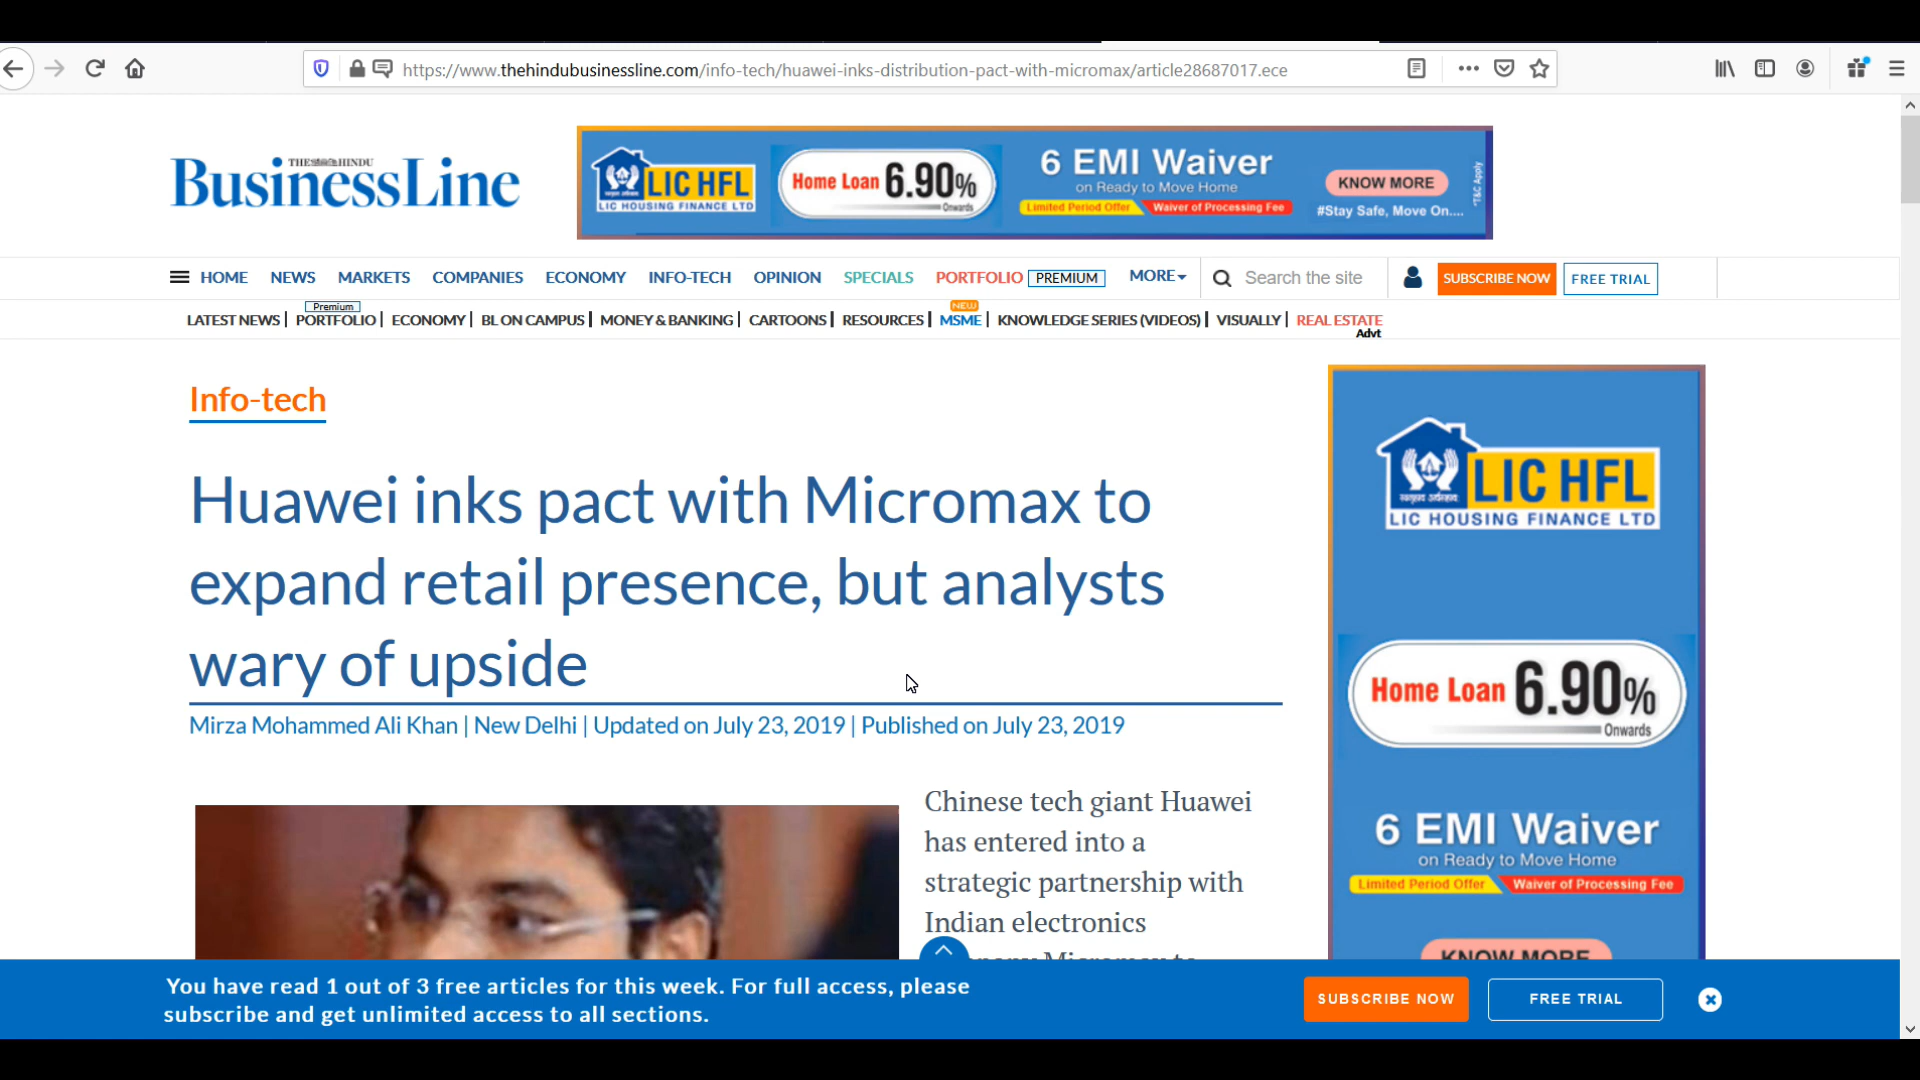 https://www.thehindubusinessline.com/info-tech/huawei-inks-distribution-pact-with-micromax/article28687017.ece
THE HINDU
BusinessLine
LIC HFL
LIC HOUSING FINANCE LTD
Home Loan 6.90%
Onwards
6 EMI Waiver
on Ready to Move Home
Limited Period Offer Waiver of Processing Fee
KNOW MORE
#Stay Safe, Move On....
*T&C Apply
HOME NEWS MARKETS COMPANIES ECONOMY INFO-TECH OPINION SPECIALS PORTFOLIO PREMIUM MORE Search the site SUBSCRIBE NOW FREE TRIAL
Premium
NEW
LATEST NEWS | PORTFOLIO | ECONOMY | BL ON CAMPUS | MONEY & BANKING | CARTOONS | RESOURCES | MSME | KNOWLEDGE SERIES (VIDEOS) | VISUALLY | REAL ESTATE
Advt
Info-tech
Huawei inks pact with Micromax to
expand retail presence, but analysts
wary of upside
Mirza Mohammed Ali Khan | New Delhi | Updated on July 23, 2019 | Published on July 23, 2019
Chinese tech giant Huawei
has entered into a
strategic partnership with
Indian electronics
LIC HFL
LIC HOUSING FINANCE LTD
Home Loan 6.90%
Onwards
6 EMI Waiver
on Ready to Move Home
Limited Period Offer Waiver of Processing Fee
KNOW MORE
You have read 1 out of 3 free articles for this week. For full access, please
subscribe and get unlimited access to all sections.
SUBSCRIBE NOW
FREE TRIAL